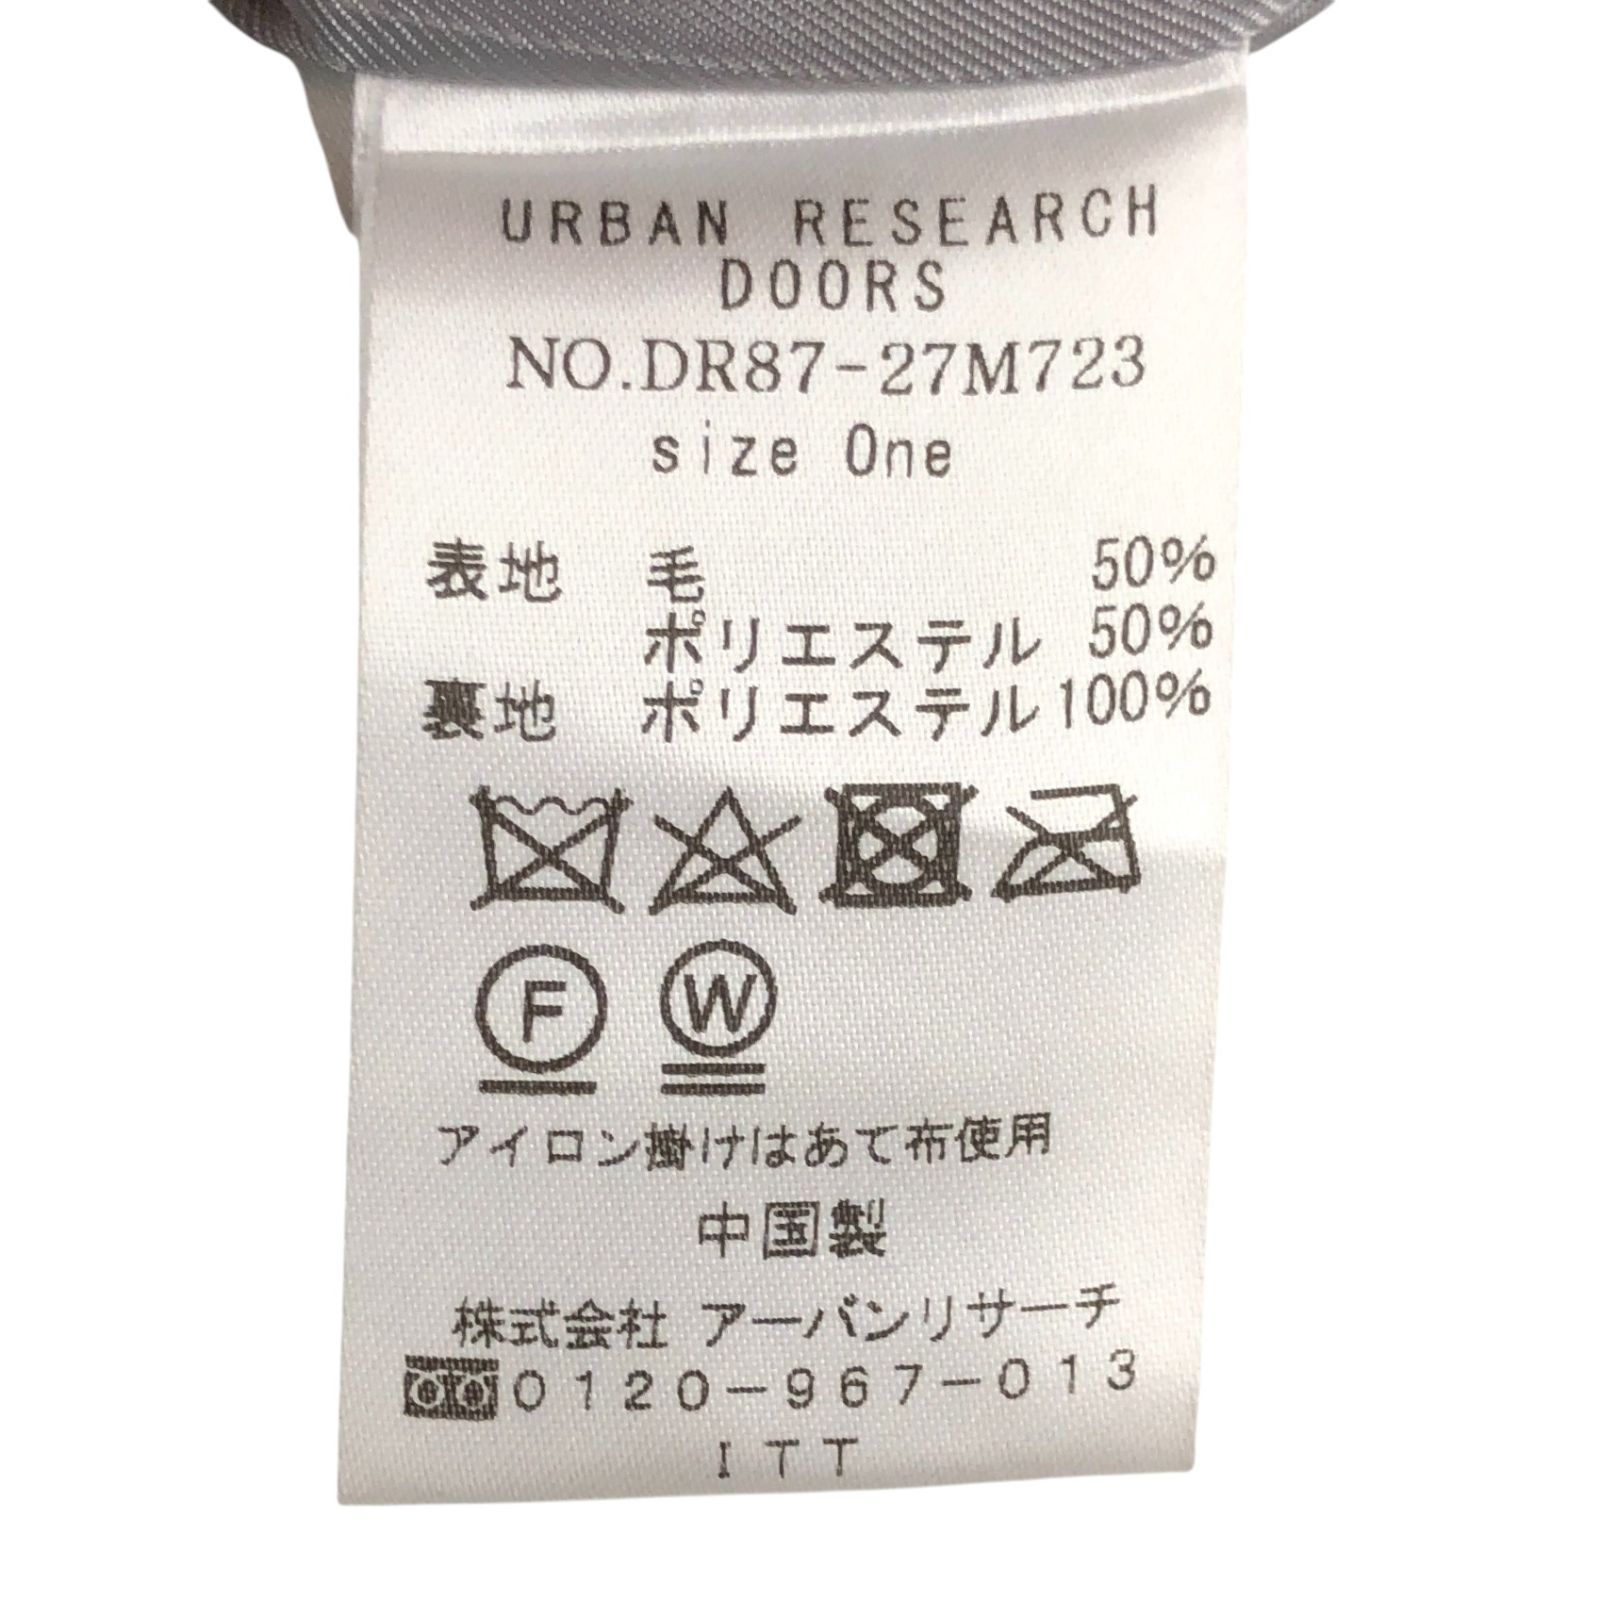 URBAN RESEARCH
DOORS
NO.DR87-27M723
size One
表地 毛 50%
ポリエステル 50%
裏地 ポリエステル 100%
F W
アイロン掛けはあて布使用
中国製
株式会社 アーバンリサーチ
0120-967-013
ITT